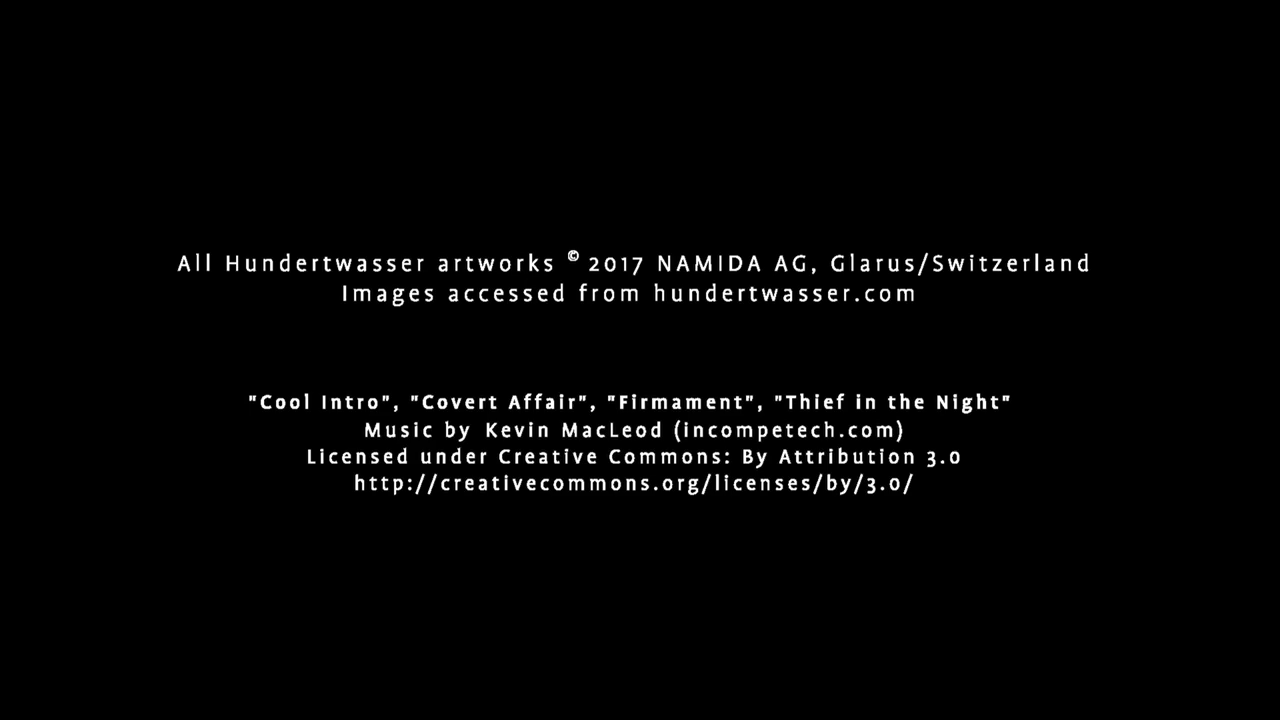 All Hundertwasser artworks © 2017 NAMIDA AG, Glarus/Switzerland
Images accessed from hundertwasser.com
"Cool Intro", "Covert Affair", "Firmament", "Thief in the Night"
Music by Kevin MacLeod (incompetech.com)
Licensed under Creative Commons: By Attribution 3.0
http://creativecommons.org/licenses/by/3.0/